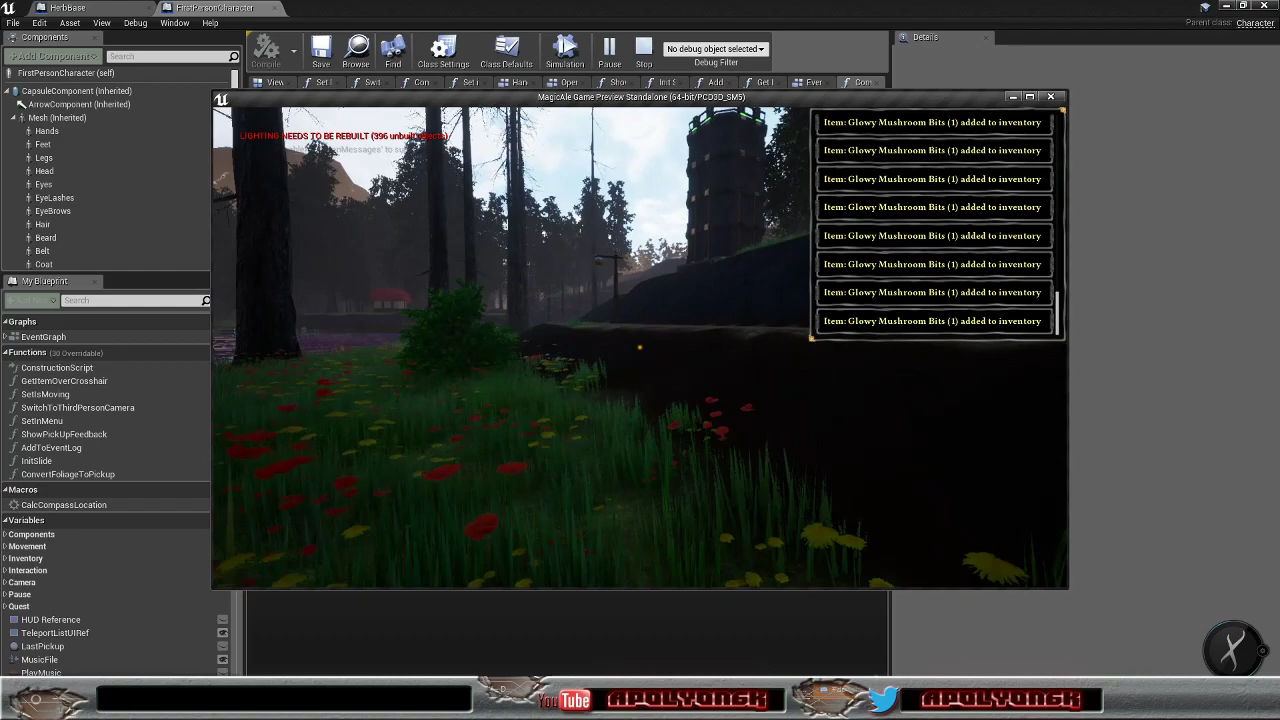 HerbBase
FirstPersonCharacter
File Edit Asset View Debug Window Help
Parent class: Character
Components
Details
+Add Component
Search
Compile
Save
Browse
Find
Class Settings
Class Defaults
Simulation
Pause
Stop
No debug object selected
Debug Filter
FirstPersonCharacter (self)
CapsuleComponent (Inherited)
ArrowComponent (Inherited)
Mesh (Inherited)
Hands
Feet
Legs
Head
Eyes
EyeLashes
EyeBrows
Hair
Beard
Belt
Coat
My Blueprint
+Add New
Search
Graphs
EventGraph
Functions (30 Overridable)
ConstructionScript
GetItemOverCrosshair
SetIsMoving
SwitchToThirdPersonCamera
SetInMenu
ShowPickUpFeedback
AddToEventLog
InitSlide
ConvertFoliageToPickup
Macros
CalcCompassLocation
Variables
Components
Movement
Inventory
Interaction
Camera
Pause
Quest
HUD Reference
TeleportListUIRef
LastPickup
MusicFile
PlayMusic
MagicAle Game Preview Standalone (64-bit/PCD3D_SM5)
LIGHTING NEEDS TO BE REBUILT (396 unbuilt objects)
Item: Glowy Mushroom Bits (1) added to inventory
Item: Glowy Mushroom Bits (1) added to inventory
Item: Glowy Mushroom Bits (1) added to inventory
Item: Glowy Mushroom Bits (1) added to inventory
Item: Glowy Mushroom Bits (1) added to inventory
Item: Glowy Mushroom Bits (1) added to inventory
Item: Glowy Mushroom Bits (1) added to inventory
Item: Glowy Mushroom Bits (1) added to inventory
YouTube
APOLYONGK
APOLYONGK